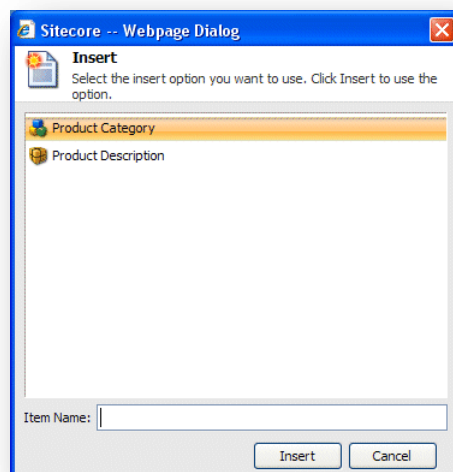 Sitecore -- Webpage Dialog
Insert
Select the insert option you want to use. Click Insert to use the
option.
Product Category
Product Description
Item Name:
Insert Cancel